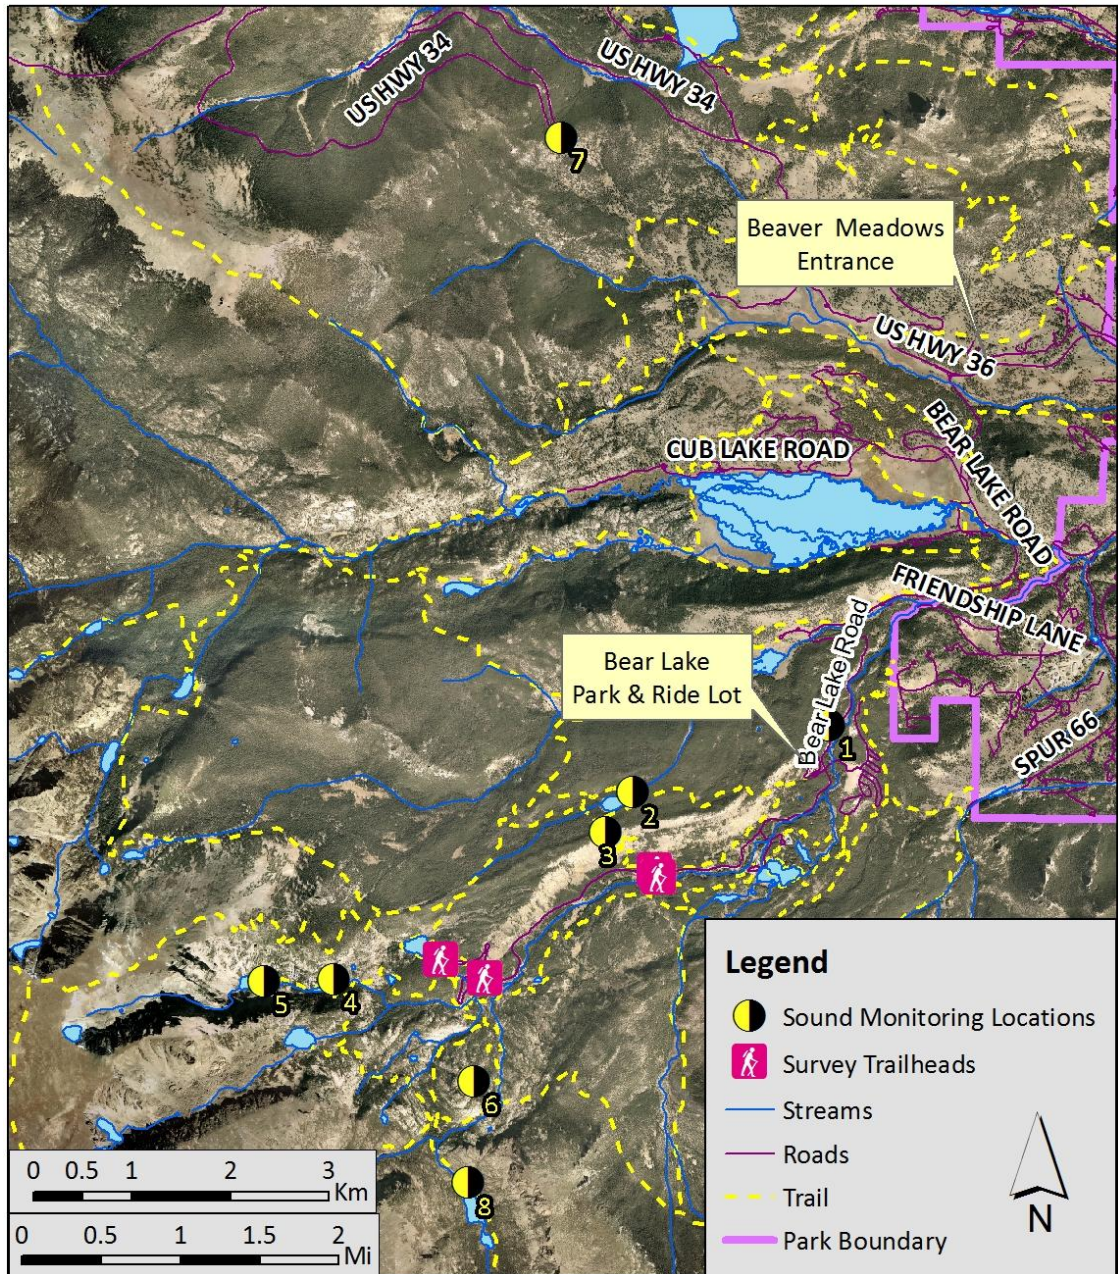 US HWY 34
US HWY 34
7
Beaver Meadows
Entrance
US HWY 36
BEAR LAKE ROAD
CUB LAKE ROAD
FRIENDSHIP LANE
Bear Lake Road
Bear Lake
Park & Ride Lot
1
SPUR 66
2
3
5
4
6
8
Legend
Sound Monitoring Locations
Survey Trailheads
Streams
Roads
Trail
Park Boundary
N
0 0.5 1 2 3
Km
0 0.5 1 1.5 2
Mi